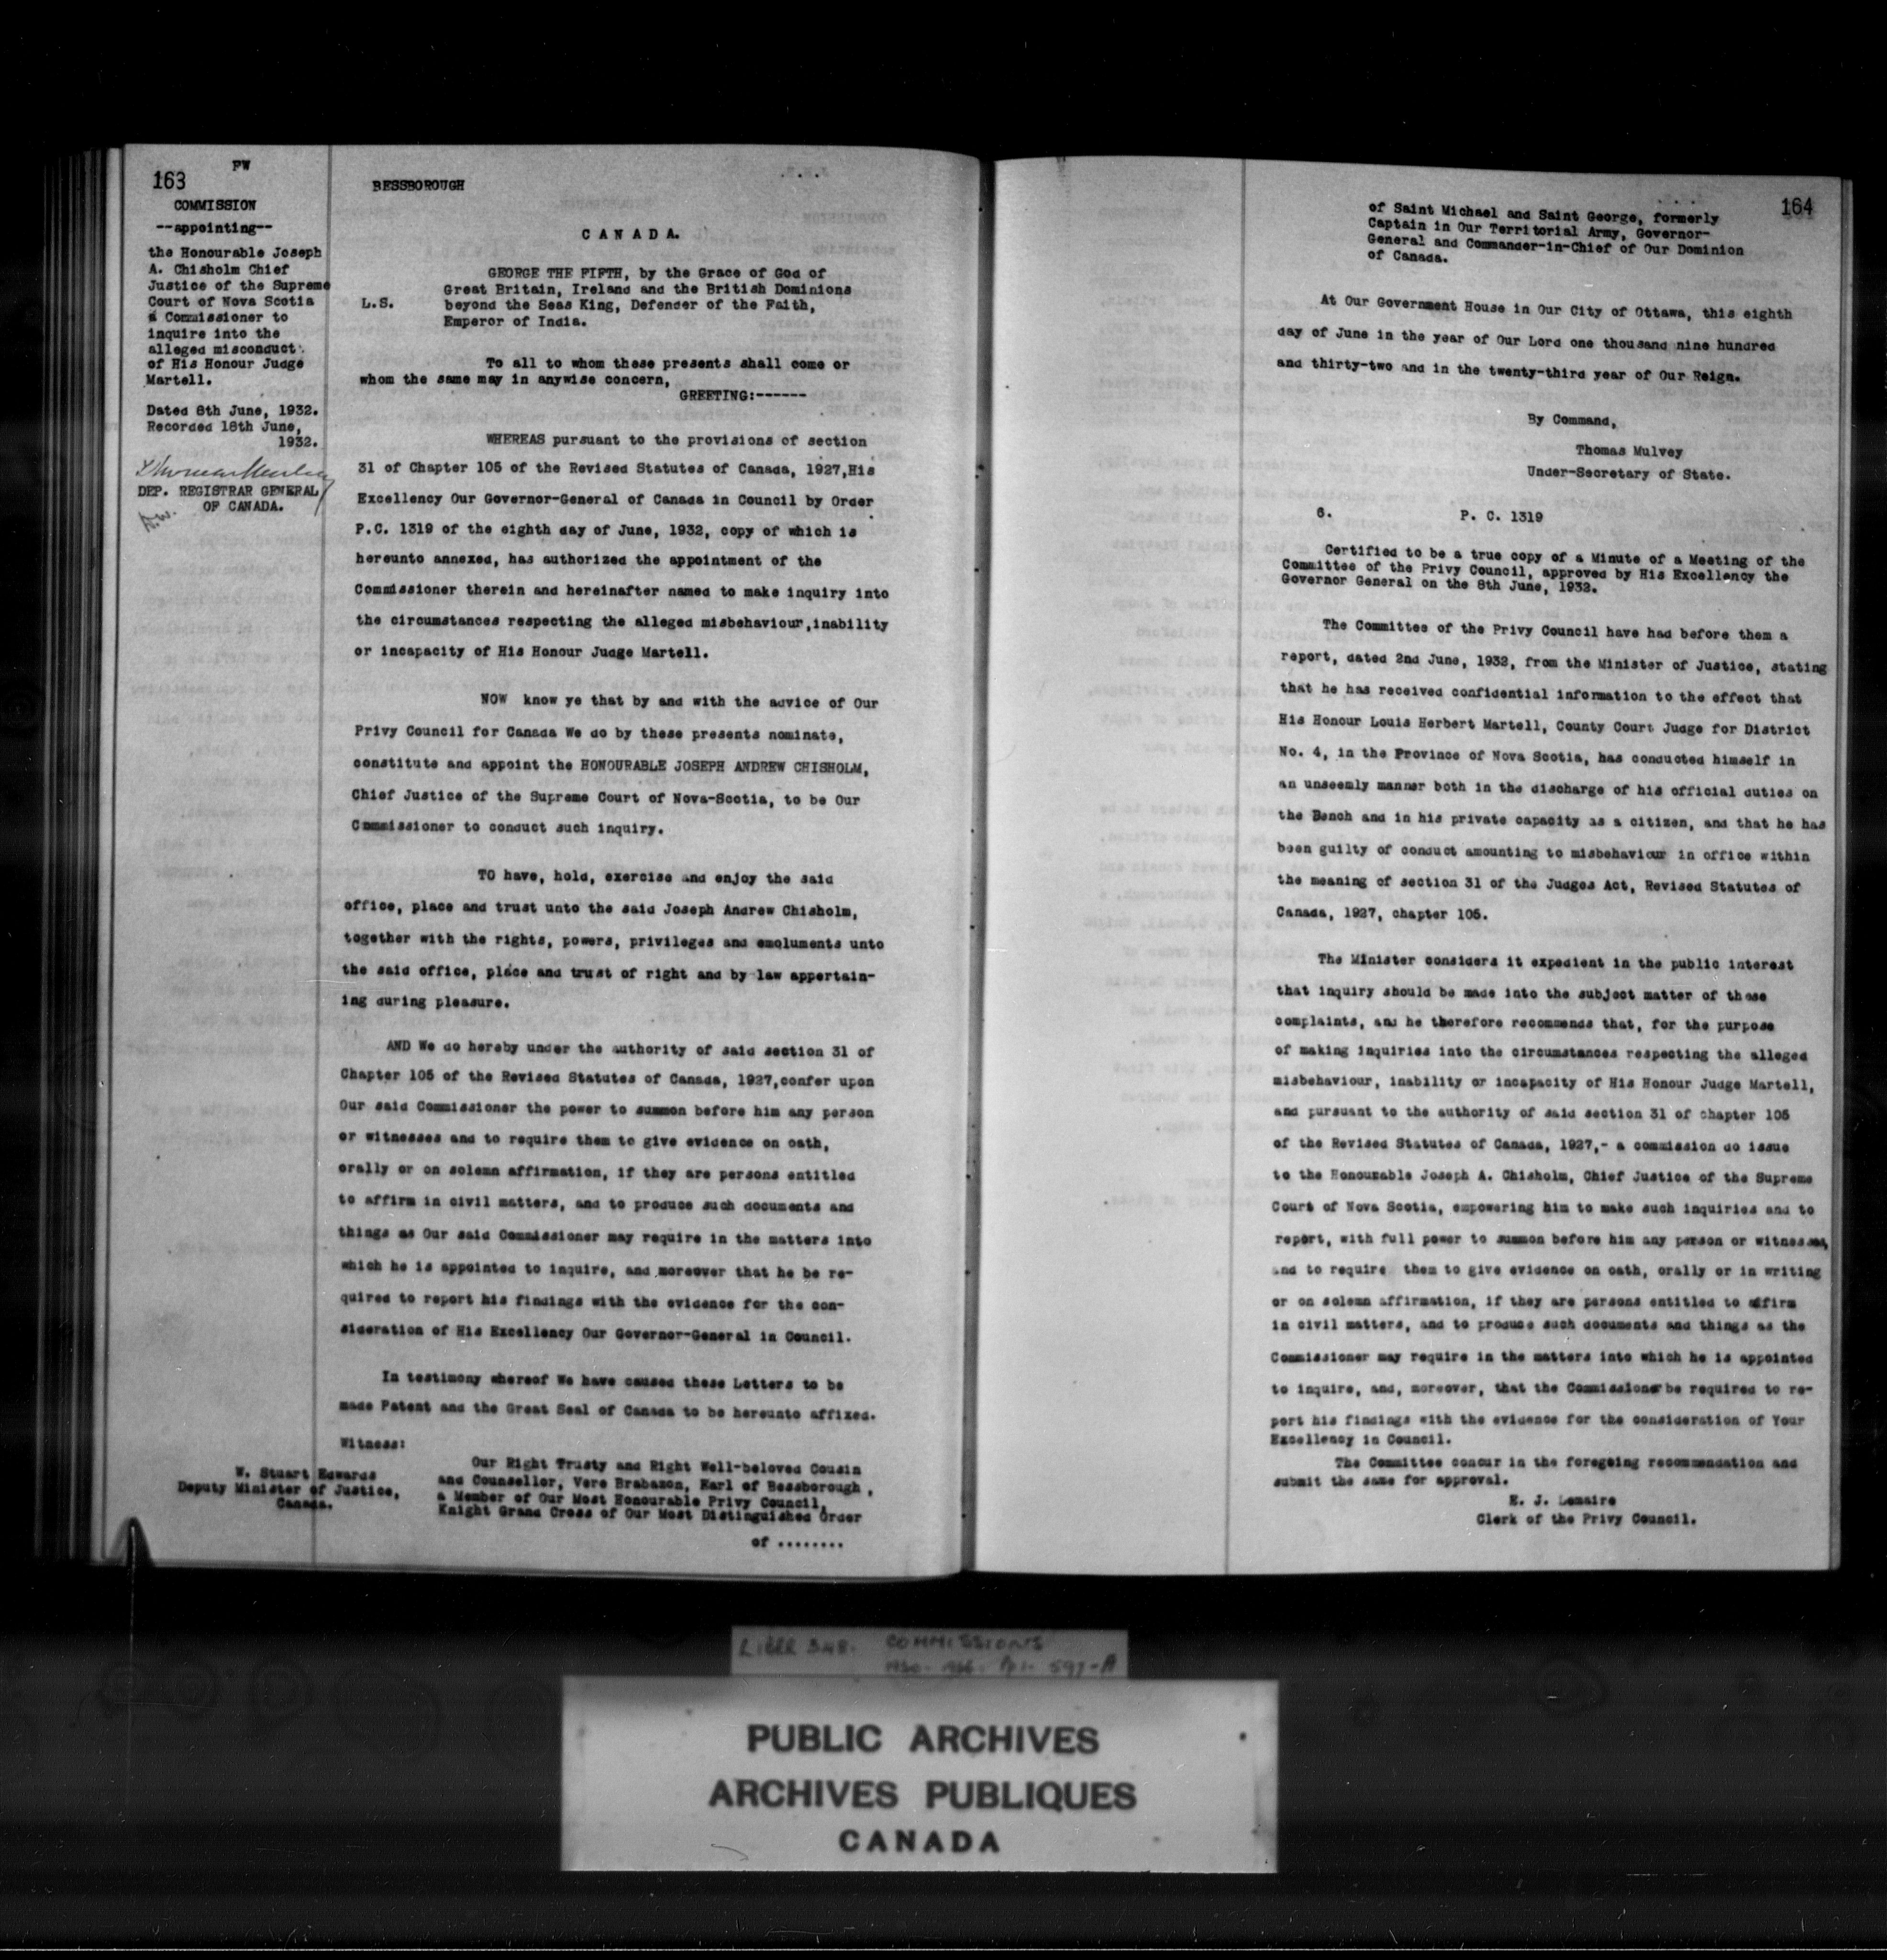 163
PW
COMMISSION
--appointing--
the Honourable Joseph
A. Chisholm Chief
Justice of the Supreme
Court of Nova Scotia
a Commissioner to
inquire into the
alleged misconduct
of His Honour Judge
Martell.
Dated 8th June, 1932.
Recorded 18th June,
1932.
DEP. REGISTRAR GENERAL
OF CANADA.
BESSBOROUGH
C A N A D A.
GEORGE THE FIFTH, by the Grace of God of
Great Britain, Ireland and the British Dominions
L.S. beyond the Seas King, Defender of the Faith,
Emperor of India.
To all to whom these presents shall come or
whom the same may in anywise concern,
GREETING:------
WHEREAS pursuant to the provisions of section
31 of Chapter 105 of the Revised Statutes of Canada, 1927,His
Excellency Our Governor-General of Canada in Council by Order
P.C. 1319 of the eighth day of June, 1932, copy of which is
hereunto annexed, has authorized the appointment of the
Commissioner therein and hereinafter named to make inquiry into
the circumstances respecting the alleged misbehaviour,inability
or incapacity of His Honour Judge Martell.
NOW know ye that by and with the advice of Our
Privy Council for Canada We do by these presents nominate,
constitute and appoint the HONOURABLE JOSEPH ANDREW CHISHOLM,
Chief Justice of the Supreme Court of Nova-Scotia, to be Our
Commissioner to conduct such inquiry.
TO have, hold, exercise and enjoy the said
office, place and trust unto the said Joseph Andrew Chisholm,
together with the rights, powers, privileges and emoluments unto
the said office, place and trust of right and by law appertain-
ing during pleasure.
AND We do hereby under the authority of said section 31 of
Chapter 105 of the Revised Statutes of Canada, 1927,confer upon
Our said Commissioner the power to summon before him any person
or witnesses and to require them to give evidence on oath,
orally or on solemn affirmation, if they are persons entitled
to affirm in civil matters, and to produce such documents and
things as Our said Commissioner may require in the matters into
which he is appointed to inquire, and moreover that he be re-
quired to report his findings with the evidence for the con-
sideration of His Excellency Our Governor-General in Council.
In testimony whereof We have caused these Letters to be
made Patent and the Great Seal of Canada to be hereunto affixed.
Witness:
W. Stuart Edwards
Deputy Minister of Justice,
Canada.
Our Right Trusty and Right Well-beloved Cousin
and Counsellor, Vere Brabazon, Earl of Bessborough,
a Member of Our Most Honourable Privy Council,
Knight Grand Cross of Our Most Distinguished Order
of ........
164
of Saint Michael and Saint George, formerly
Captain in Our Territorial Army, Governor-
General and Commander-in-Chief of Our Dominion
of Canada.
At Our Government House in Our City of Ottawa, this eighth
day of June in the year of Our Lord one thousand nine hundred
and thirty-two and in the twenty-third year of Our Reign.
By Command,
Thomas Mulvey
Under-Secretary of State.
6. P. C. 1319
Certified to be a true copy of a Minute of a Meeting of the
Committee of the Privy Council, approved by His Excellency the
Governor General on the 8th June, 1932.
The Committee of the Privy Council have had before them a
report, dated 2nd June, 1932, from the Minister of Justice, stating
that he has received confidential information to the effect that
His Honour Louis Herbert Martell, County Court Judge for District
No. 4, in the Province of Nova Scotia, has conducted himself in
an unseemly manner both in the discharge of his official duties on
the Bench and in his private capacity as a citizen, and that he has
been guilty of conduct amounting to misbehaviour in office within
the meaning of section 31 of the Judges Act, Revised Statutes of
Canada, 1927, chapter 105.
The Minister considers it expedient in the public interest
that inquiry should be made into the subject matter of these
complaints, and he therefore recommends that, for the purpose
of making inquiries into the circumstances respecting the alleged
misbehaviour, inability or incapacity of His Honour Judge Martell,
and pursuant to the authority of said section 31 of chapter 105
of the Revised Statutes of Canada, 1927,- a commission do issue
to the Honourable Joseph A. Chisholm, Chief Justice of the Supreme
Court of Nova Scotia, empowering him to make such inquiries and to
report, with full power to summon before him any person or witnesses,
and to require them to give evidence on oath, orally or in writing
or on solemn affirmation, if they are persons entitled to affirm
in civil matters, and to produce such documents and things as the
Commissioner may require in the matters into which he is appointed
to inquire, and, moreover, that the Commissioner be required to re-
port his findings with the evidence for the consideration of Your
Excellency in Council.
The Committee concur in the foregoing recommendation and
submit the same for approval.
E. J. Lemaire
Clerk of the Privy Council.
LIBER 348. COMMISSIONS
597-A
PUBLIC ARCHIVES
ARCHIVES PUBLIQUES
CANADA